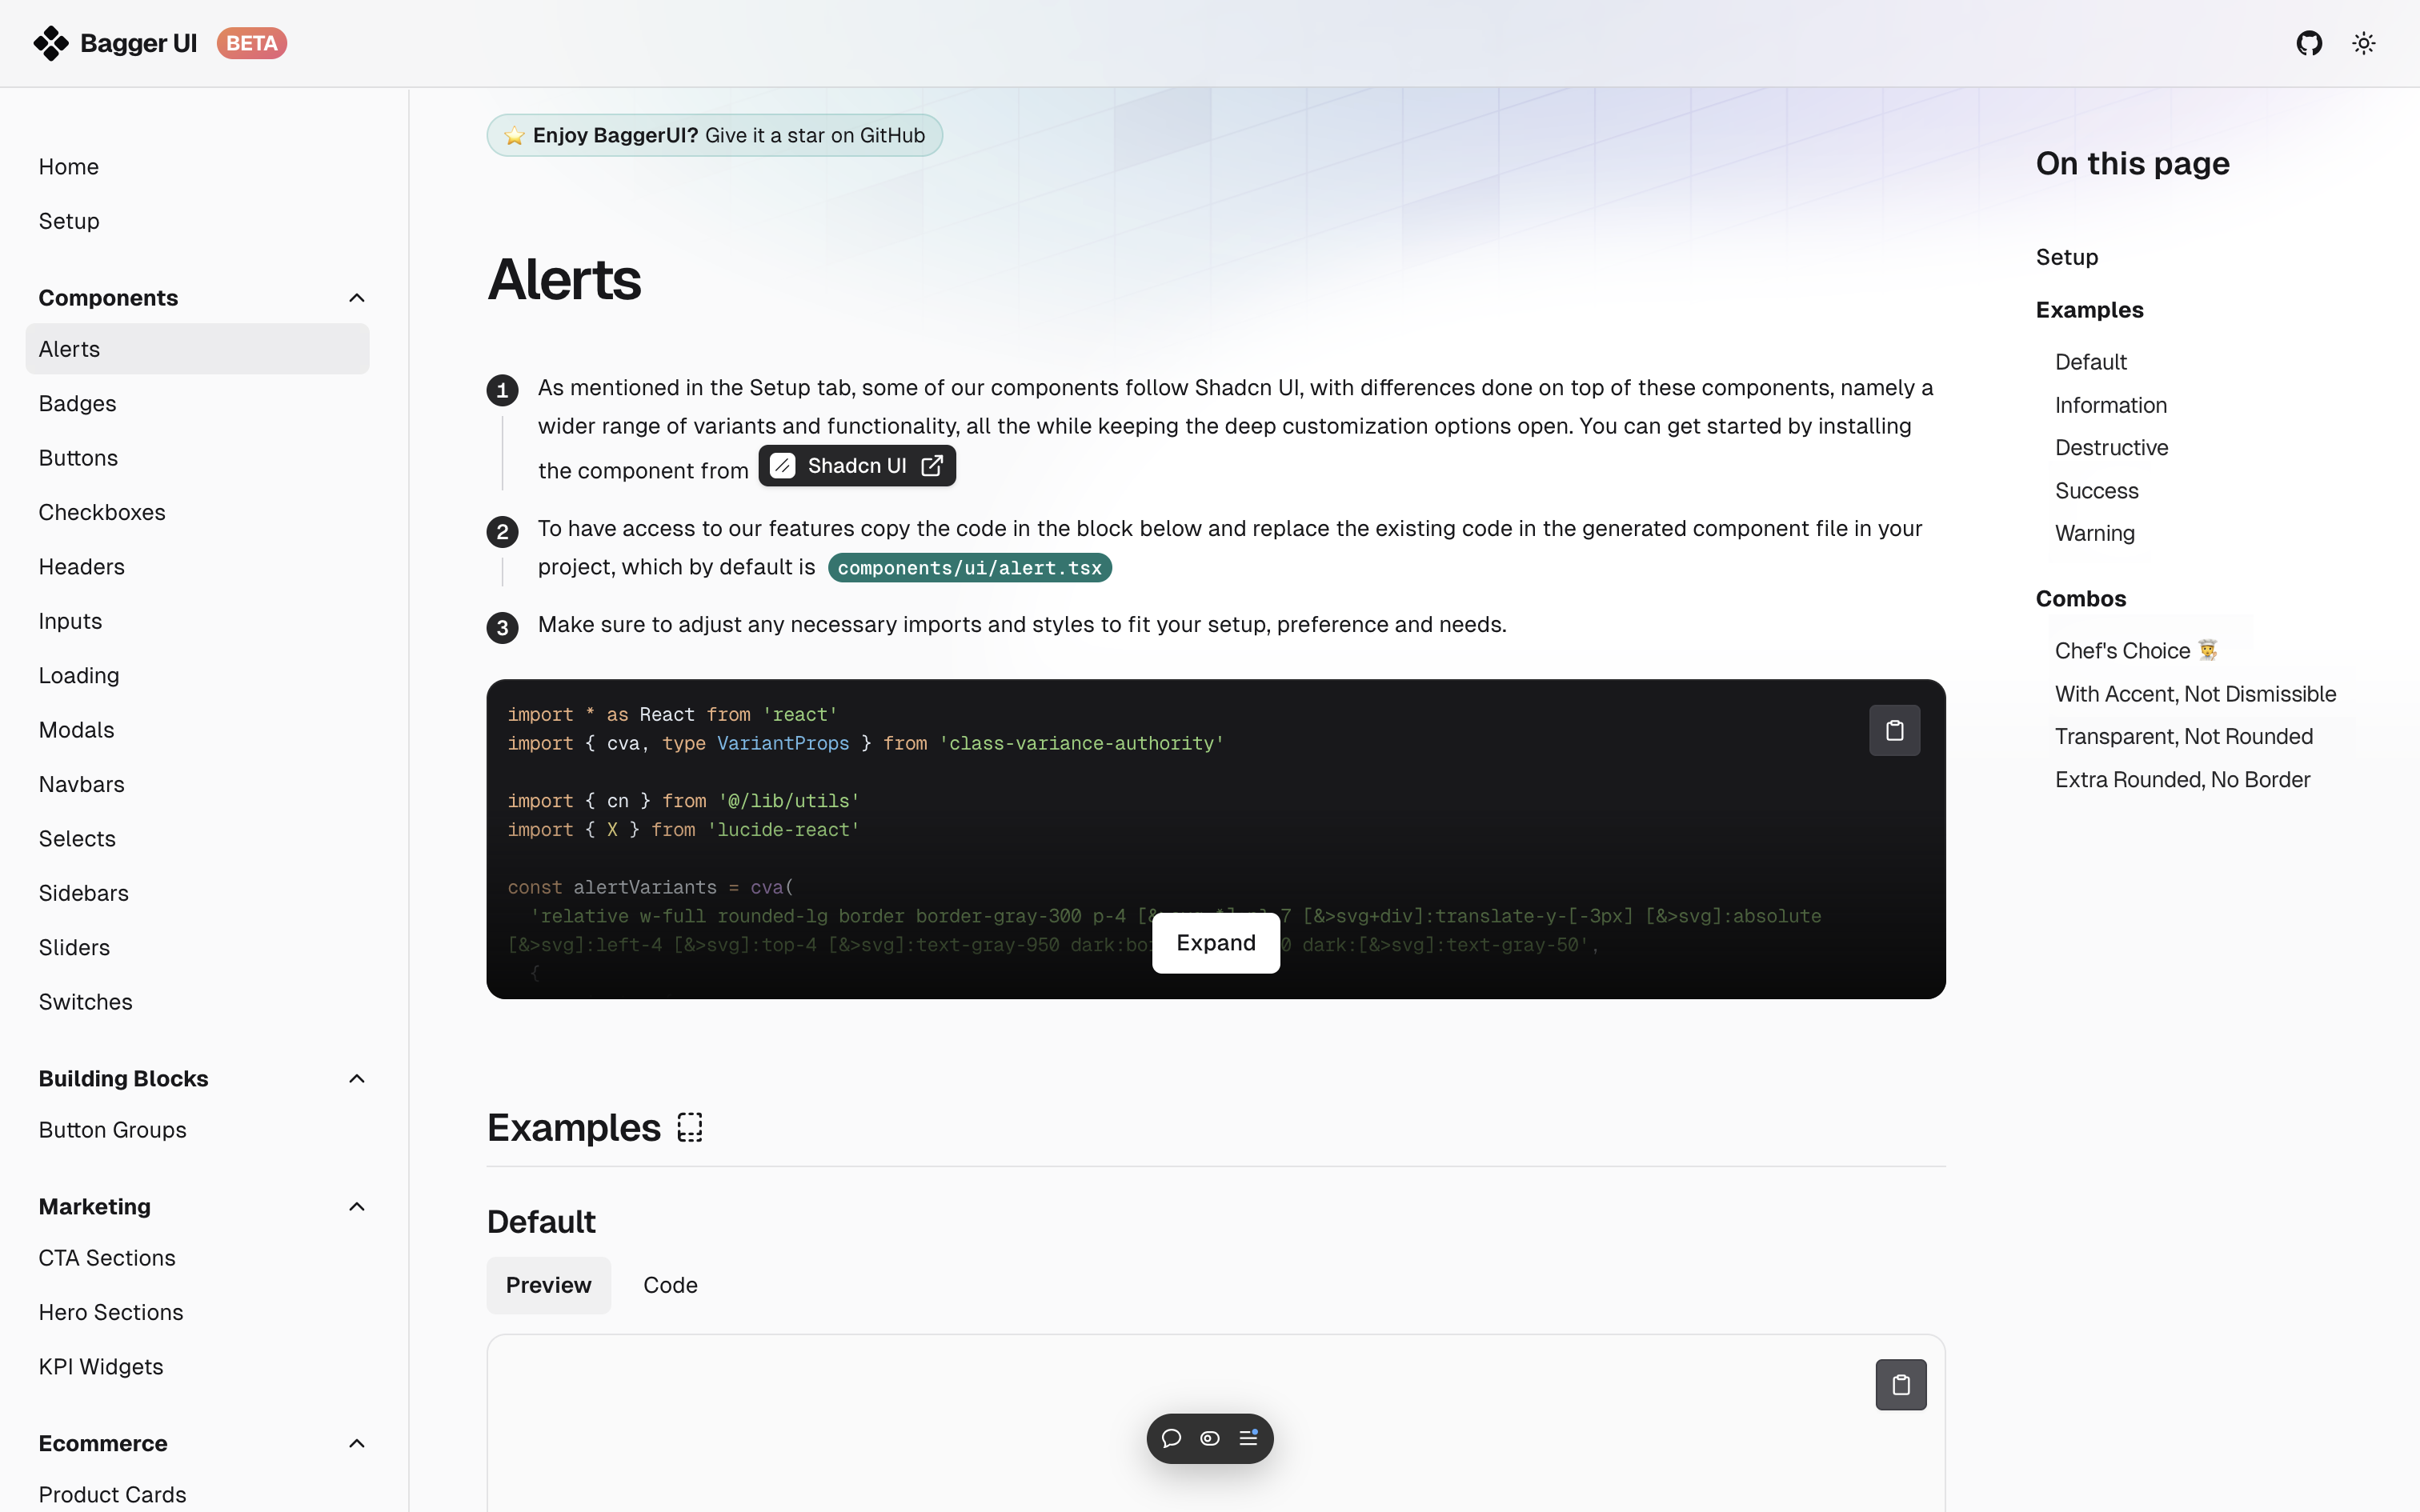 Bagger UI
BETA
Home
Setup
Components
Alerts
Badges
Buttons
Checkboxes
Headers
Inputs
Loading
Modals
Navbars
Selects
Sidebars
Sliders
Switches
Building Blocks
Button Groups
Marketing
CTA Sections
Hero Sections
KPI Widgets
Ecommerce
Product Cards
⭐ Enjoy BaggerUI? Give it a star on GitHub
Alerts
1 As mentioned in the Setup tab, some of our components follow Shadcn UI, with differences done on top of these components, namely a
wider range of variants and functionality, all the while keeping the deep customization options open. You can get started by installing
the component from Shadcn UI
2 To have access to our features copy the code in the block below and replace the existing code in the generated component file in your
project, which by default is components/ui/alert.tsx
3 Make sure to adjust any necessary imports and styles to fit your setup, preference and needs.
import * as React from 'react'
import { cva, type VariantProps } from 'class-variance-authority'
import { cn } from '@/lib/utils'
import { X } from 'lucide-react'
const alertVariants = cva(
'relative w-full rounded-lg border border-gray-300 p-4 [&>svg+div]:translate-y-[-3px] [&>svg]:absolute
[&>svg]:left-4 [&>svg]:top-4 [&>svg]:text-gray-950 dark:[&>svg]:text-gray-50',
{
Expand
Examples
Default
Preview
Code
On this page
Setup
Examples
Default
Information
Destructive
Success
Warning
Combos
Chef's Choice 👨‍🍳
With Accent, Not Dismissible
Transparent, Not Rounded
Extra Rounded, No Border